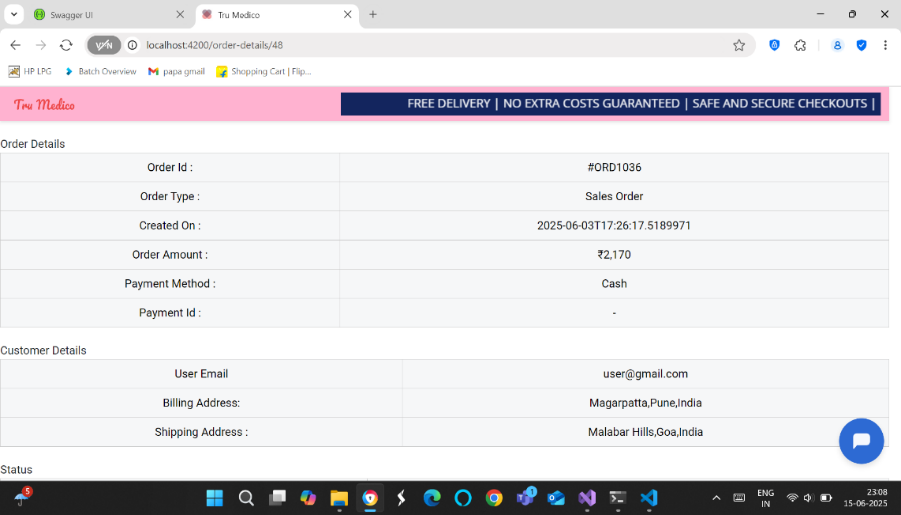 Swagger UI
Tru Medico
VPN
localhost:4200/order-details/48
HP LPG
Batch Overview
papa gmail
Shopping Cart | Flip...
Tru Medico
FREE DELIVERY | NO EXTRA COSTS GUARANTEED | SAFE AND SECURE CHECKOUTS |
Order Details
Order Id : #ORD1036
Order Type : Sales Order
Created On : 2025-06-03T17:26:17.5189971
Order Amount : ₹2,170
Payment Method : Cash
Payment Id : -
Customer Details
User Email user@gmail.com
Billing Address: Magarpatta,Pune,India
Shipping Address : Malabar Hills,Goa,India
Status
5
1
ENG
IN
23:08
15-06-2025